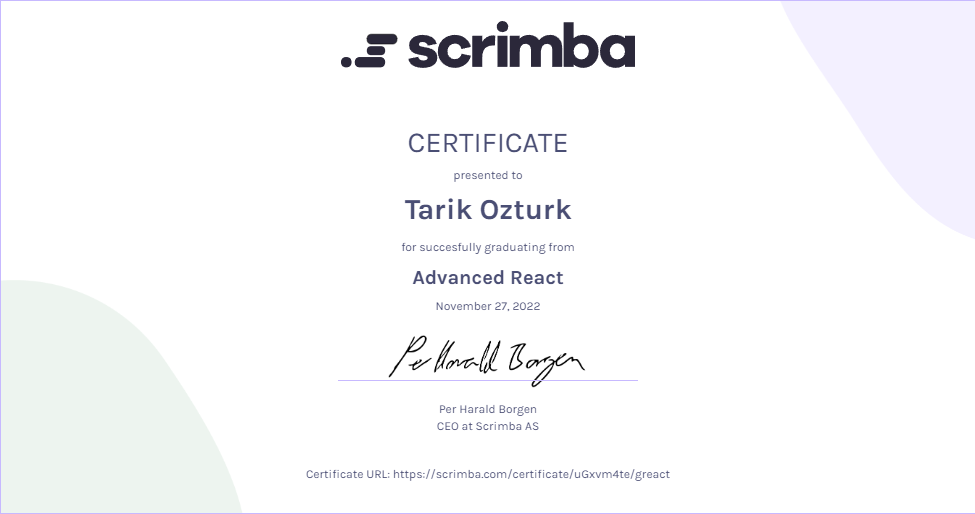 scrimba
CERTIFICATE
presented to
Tarik Ozturk
for succesfully graduating from
Advanced React
November 27, 2022
Per Harald Borgen
Per Harald Borgen
CEO at Scrimba AS
Certificate URL: https://scrimba.com/certificate/uGxvm4te/greact